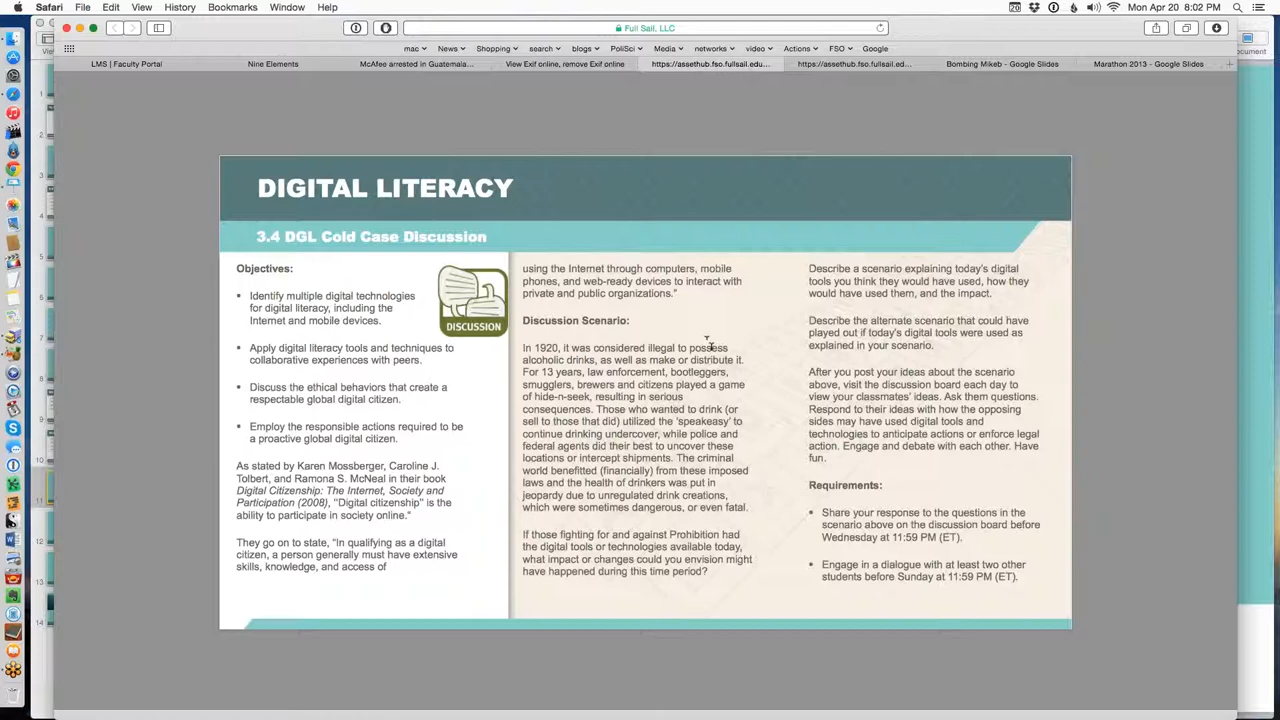 Safari File Edit View History Bookmarks Window Help
Mon Apr 20 8:02 PM
Full Sail, LLC
mac News Shopping search blogs PoliSci Media networks video Actions FSO Google
LMS | Faculty Portal
Nine Elements
McAfee arrested in Guatemala...
View Exif online, remove Exif online
https://assethub.fso.fullsail.edu...
https://assethub.fso.fullsail.ed...
Bombing Mikeb - Google Slides
Marathon 2013 - Google Slides
DIGITAL LITERACY
3.4 DGL Cold Case Discussion
Objectives:
• Identify multiple digital technologies
for digital literacy, including the
Internet and mobile devices.
DISCUSSION
• Apply digital literacy tools and techniques to
collaborative experiences with peers.
• Discuss the ethical behaviors that create a
respectable global digital citizen.
• Employ the responsible actions required to be
a proactive global digital citizen.
As stated by Karen Mossberger, Caroline J.
Tolbert, and Ramona S. McNeal in their book
Digital Citizenship: The Internet, Society and
Participation (2008), "Digital citizenship" is the
ability to participate in society online."
They go on to state, "In qualifying as a digital
citizen, a person generally must have extensive
skills, knowledge, and access of
using the Internet through computers, mobile
phones, and web-ready devices to interact with
private and public organizations."
Discussion Scenario:
In 1920, it was considered illegal to possess
alcoholic drinks, as well as make or distribute it.
For 13 years, law enforcement, bootleggers,
smugglers, brewers and citizens played a game
of hide-n-seek, resulting in serious
consequences. Those who wanted to drink (or
sell to those that did) utilized the 'speakeasy' to
continue drinking undercover, while police and
federal agents did their best to uncover these
locations or intercept shipments. The criminal
world benefitted (financially) from these imposed
laws and the health of drinkers was put in
jeopardy due to unregulated drink creations,
which were sometimes dangerous, or even fatal.
If those fighting for and against Prohibition had
the digital tools or technologies available today,
what impact or changes could you envision might
have happened during this time period?
Describe a scenario explaining today's digital
tools you think they would have used, how they
would have used them, and the impact.
Describe the alternate scenario that could have
played out if today's digital tools were used as
explained in your scenario.
After you post your ideas about the scenario
above, visit the discussion board each day to
view your classmates' ideas. Ask them questions.
Respond to their ideas with how the opposing
sides may have used digital tools and
technologies to anticipate actions or enforce legal
action. Engage and debate with each other. Have
fun.
Requirements:
• Share your response to the questions in the
scenario above on the discussion board before
Wednesday at 11:59 PM (ET).
• Engage in a dialogue with at least two other
students before Sunday at 11:59 PM (ET).